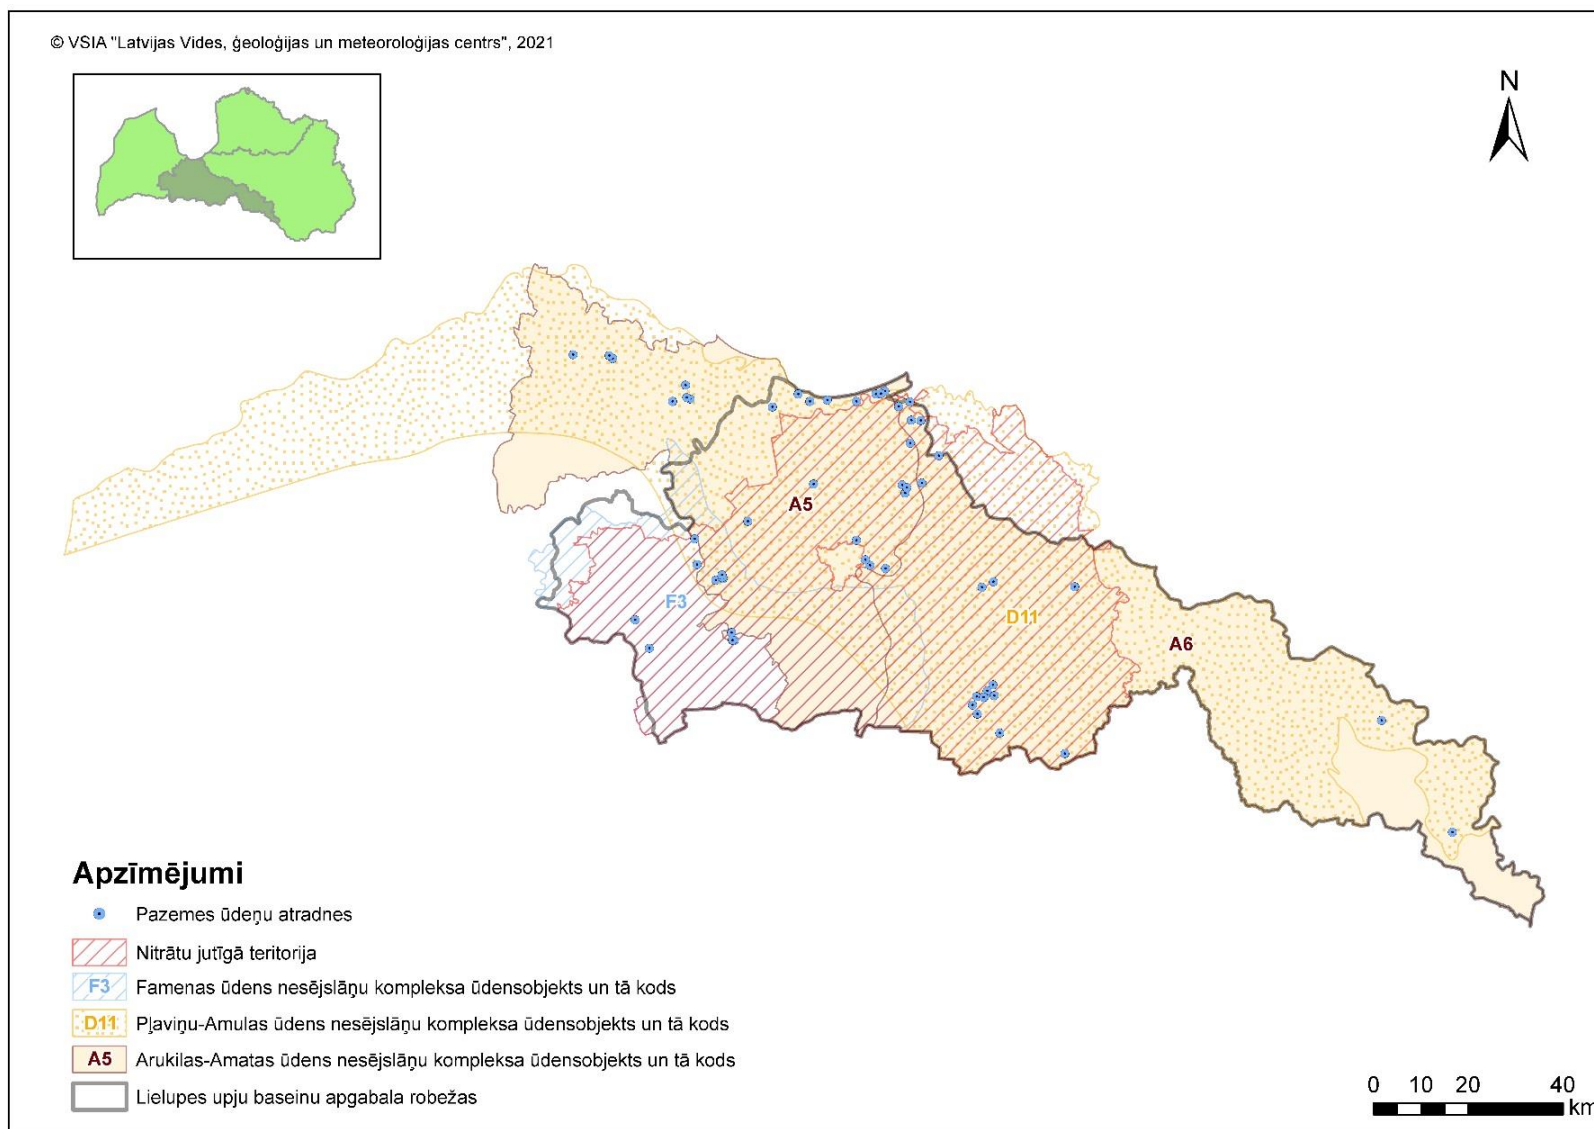 © VSIA "Latvijas Vides, ģeoloģijas un meteoroloģijas centrs", 2021
N
A5
F3
D11
A6
Apzīmējumi
Pazemes ūdeņu atradnes
Nitrātu jutīgā teritorija
F3 Famenas ūdens nesējslāņu kompleksa ūdensobjekts un tā kods
D11 Pļaviņu-Amulas ūdens nesējslāņu kompleksa ūdensobjekts un tā kods
A5 Arukilas-Amatas ūdens nesējslāņu kompleksa ūdensobjekts un tā kods
Lielupes upju baseinu apgabala robežas
0 10 20 40
km